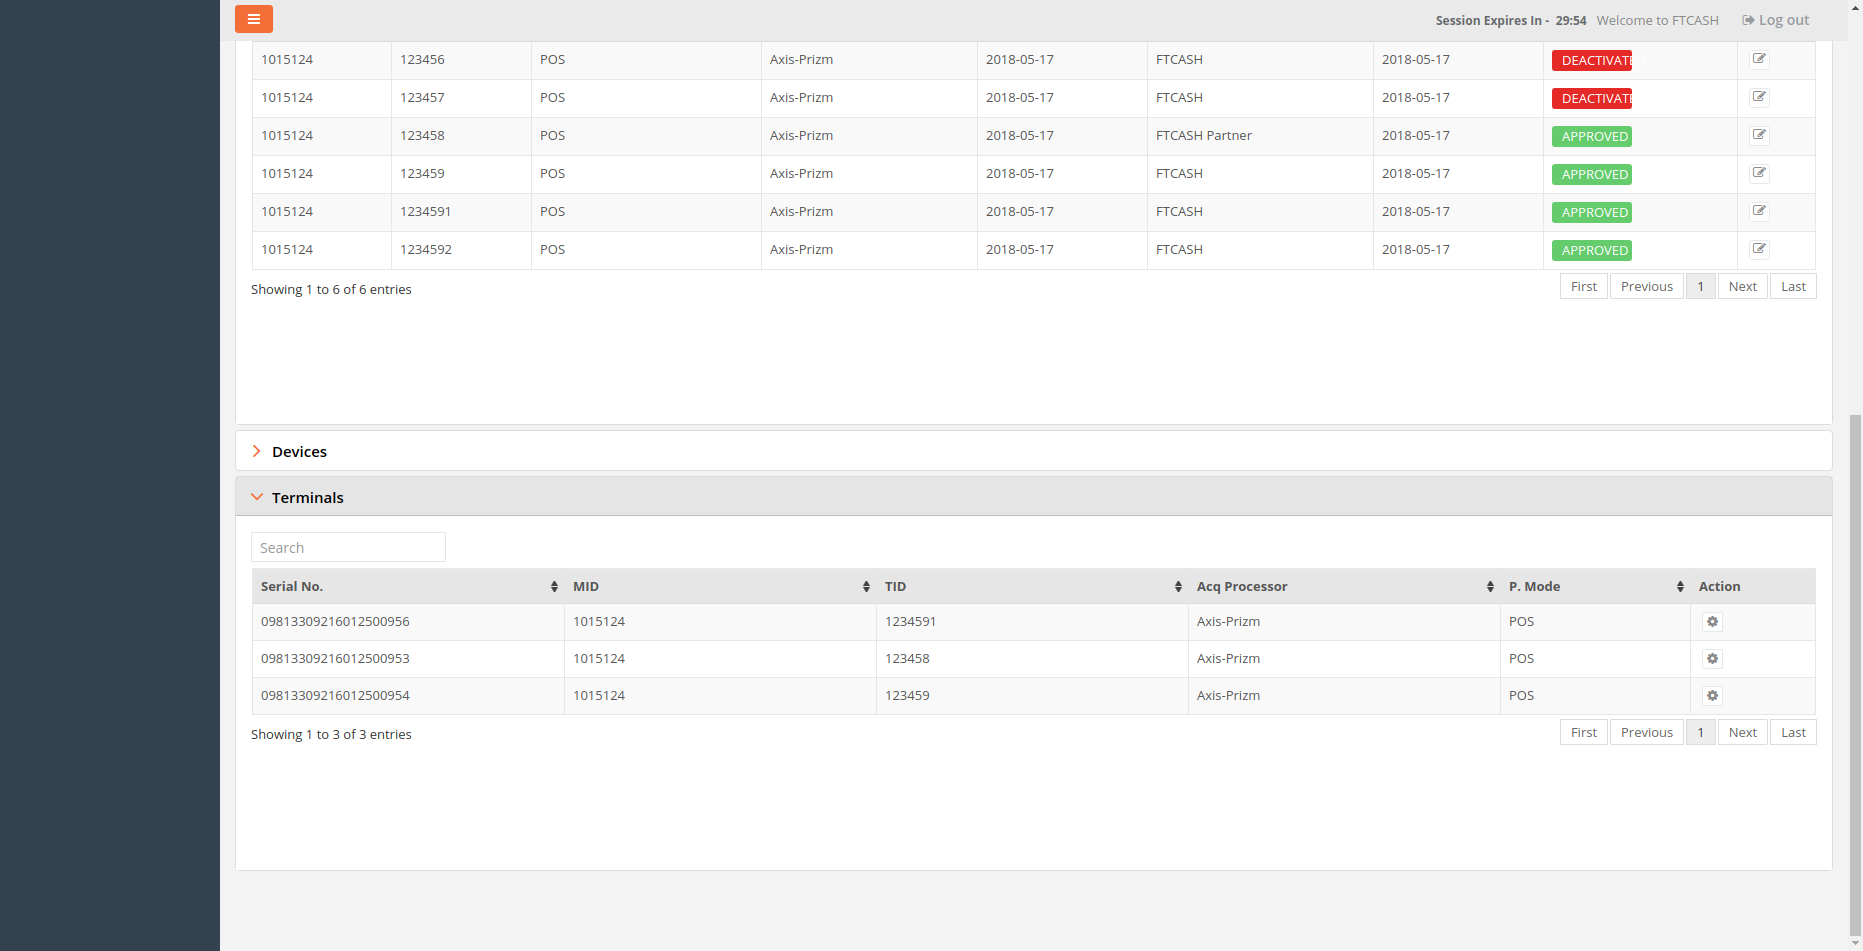 Session Expires In - 29:54 Welcome to FTCASH Log out
1015124 123456 POS Axis-Prizm 2018-05-17 FTCASH 2018-05-17 DEACTIVATE
1015124 123457 POS Axis-Prizm 2018-05-17 FTCASH 2018-05-17 DEACTIVATE
1015124 123458 POS Axis-Prizm 2018-05-17 FTCASH Partner 2018-05-17 APPROVED
1015124 123459 POS Axis-Prizm 2018-05-17 FTCASH 2018-05-17 APPROVED
1015124 1234591 POS Axis-Prizm 2018-05-17 FTCASH 2018-05-17 APPROVED
1015124 1234592 POS Axis-Prizm 2018-05-17 FTCASH 2018-05-17 APPROVED
Showing 1 to 6 of 6 entries First Previous 1 Next Last
Devices
Terminals
Search
Serial No. MID TID Acq Processor P. Mode Action
09813309216012500956 1015124 1234591 Axis-Prizm POS
09813309216012500953 1015124 123458 Axis-Prizm POS
09813309216012500954 1015124 123459 Axis-Prizm POS
Showing 1 to 3 of 3 entries First Previous 1 Next Last